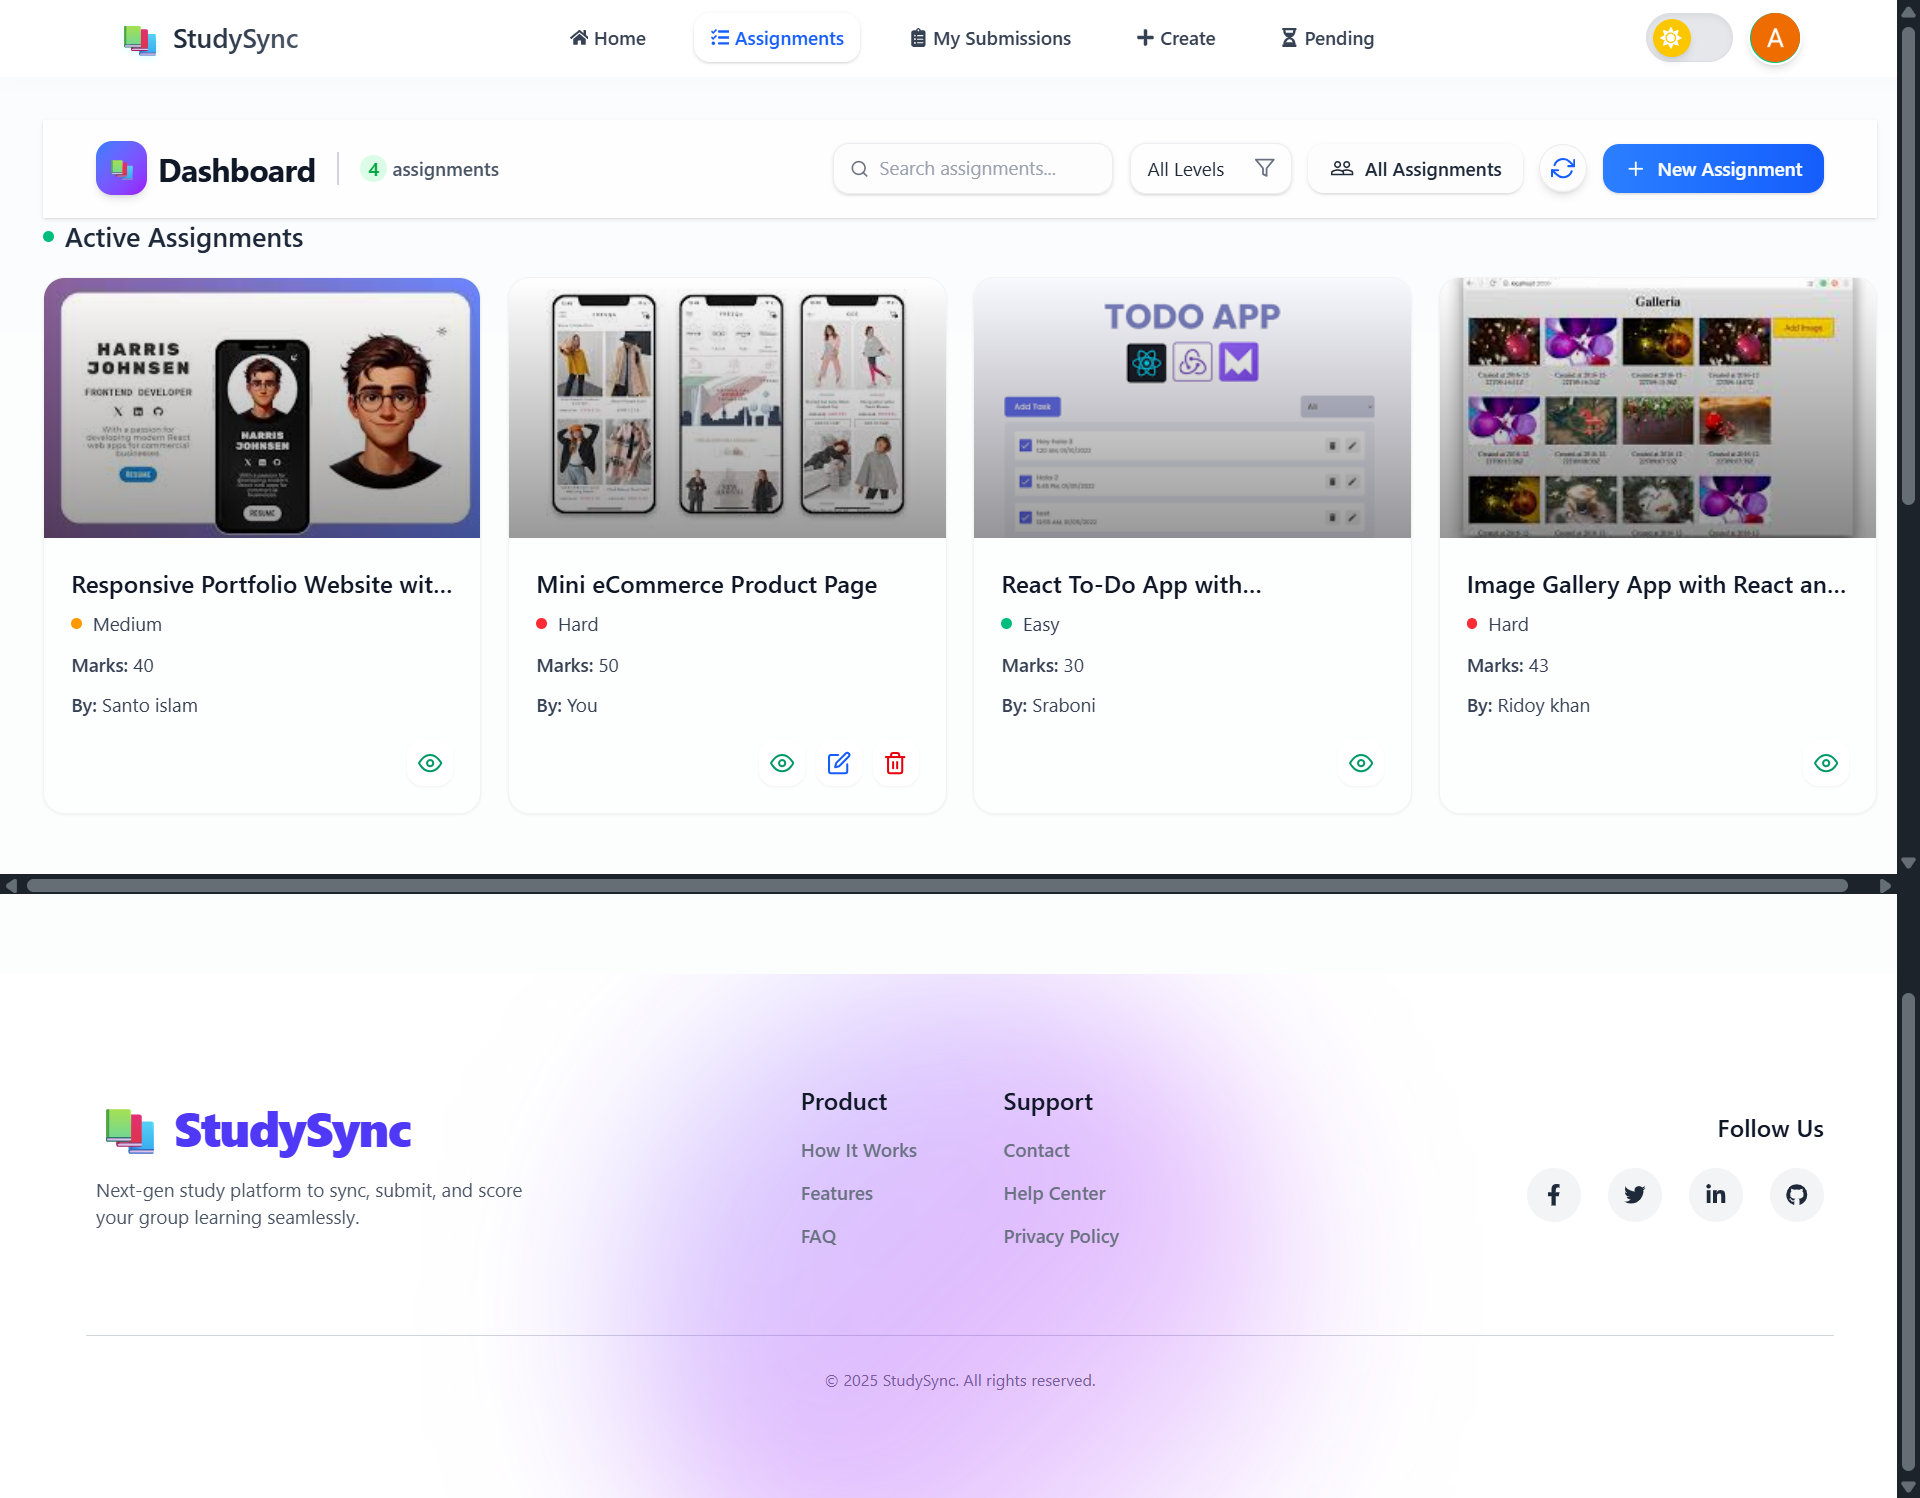 StudySync
Home
Assignments
My Submissions
Create
Pending
A
Dashboard
4 assignments
Search assignments...
All Levels
All Assignments
New Assignment
Active Assignments
HARRIS
JOHNSEN
FRONTEND DEVELOPER
With a passion for
developing modern React
web apps for commercial
businesses
RESUME
HARRIS
JOHNSEN
RESUME
TODO APP
Add Task
All
Galleria
Add Image
Responsive Portfolio Website wit...
Medium
Marks: 40
By: Santo islam
Mini eCommerce Product Page
Hard
Marks: 50
By: You
React To-Do App with...
Easy
Marks: 30
By: Sraboni
Image Gallery App with React an...
Hard
Marks: 43
By: Ridoy khan
StudySync
Next-gen study platform to sync, submit, and score
your group learning seamlessly.
Product
How It Works
Features
FAQ
Support
Contact
Help Center
Privacy Policy
Follow Us
© 2025 StudySync. All rights reserved.